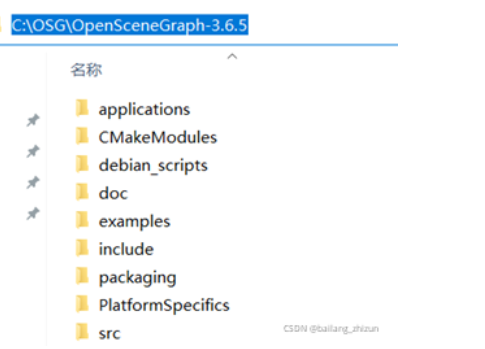 C:\OSG\OpenSceneGraph-3.6.5
名称
applications
CMakeModules
debian_scripts
doc
examples
include
packaging
PlatformSpecifics
src
CSDN @bailang_zhizun